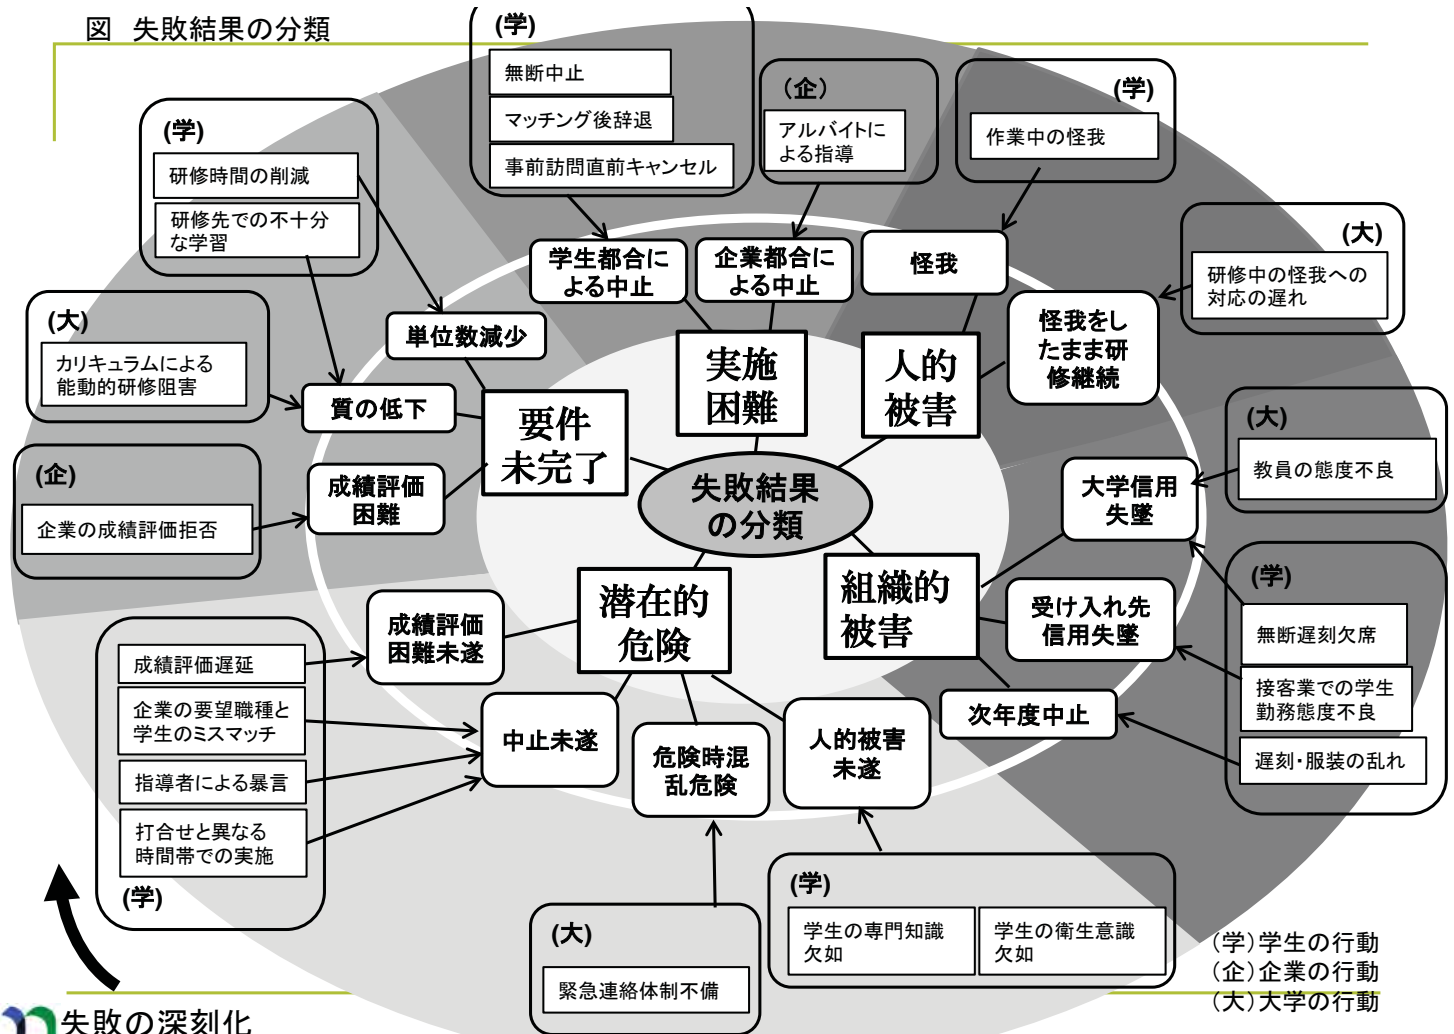 図 失敗結果の分類
(学)
無断中止
マッチング後辞退
事前訪問直前キャンセル
(企)
アルバイトに
よる指導
(学)
作業中の怪我
(学)
研修時間の削減
研修先での不十分
な学習
(大)
研修中の怪我への
対応の遅れ
学生都合に
よる中止
企業都合に
よる中止
怪我
怪我をし
たまま研
修継続
(大)
カリキュラムによる
能動的研修阻害
単位数減少
質の低下
実施
困難
人的
被害
要件
未完了
(企)
企業の成績評価拒否
成績評価
困難
失敗結果
の分類
大学信用
失墜
(大)
教員の態度不良
潜在的
危険
組織的
被害
受け入れ先
信用失墜
次年度中止
(学)
無断遅刻欠席
接客業での学生
勤務態度不良
遅刻・服装の乱れ
成績評価
困難未遂
中止未遂
危険時混
乱危険
人的被害
未遂
成績評価遅延
企業の要望職種と
学生のミスマッチ
指導者による暴言
打合せと異なる
時間帯での実施
(学)
(大)
緊急連絡体制不備
(学)
学生の専門知識
欠如
学生の衛生意識
欠如
(学)学生の行動
(企)企業の行動
(大)大学の行動
失敗の深刻化